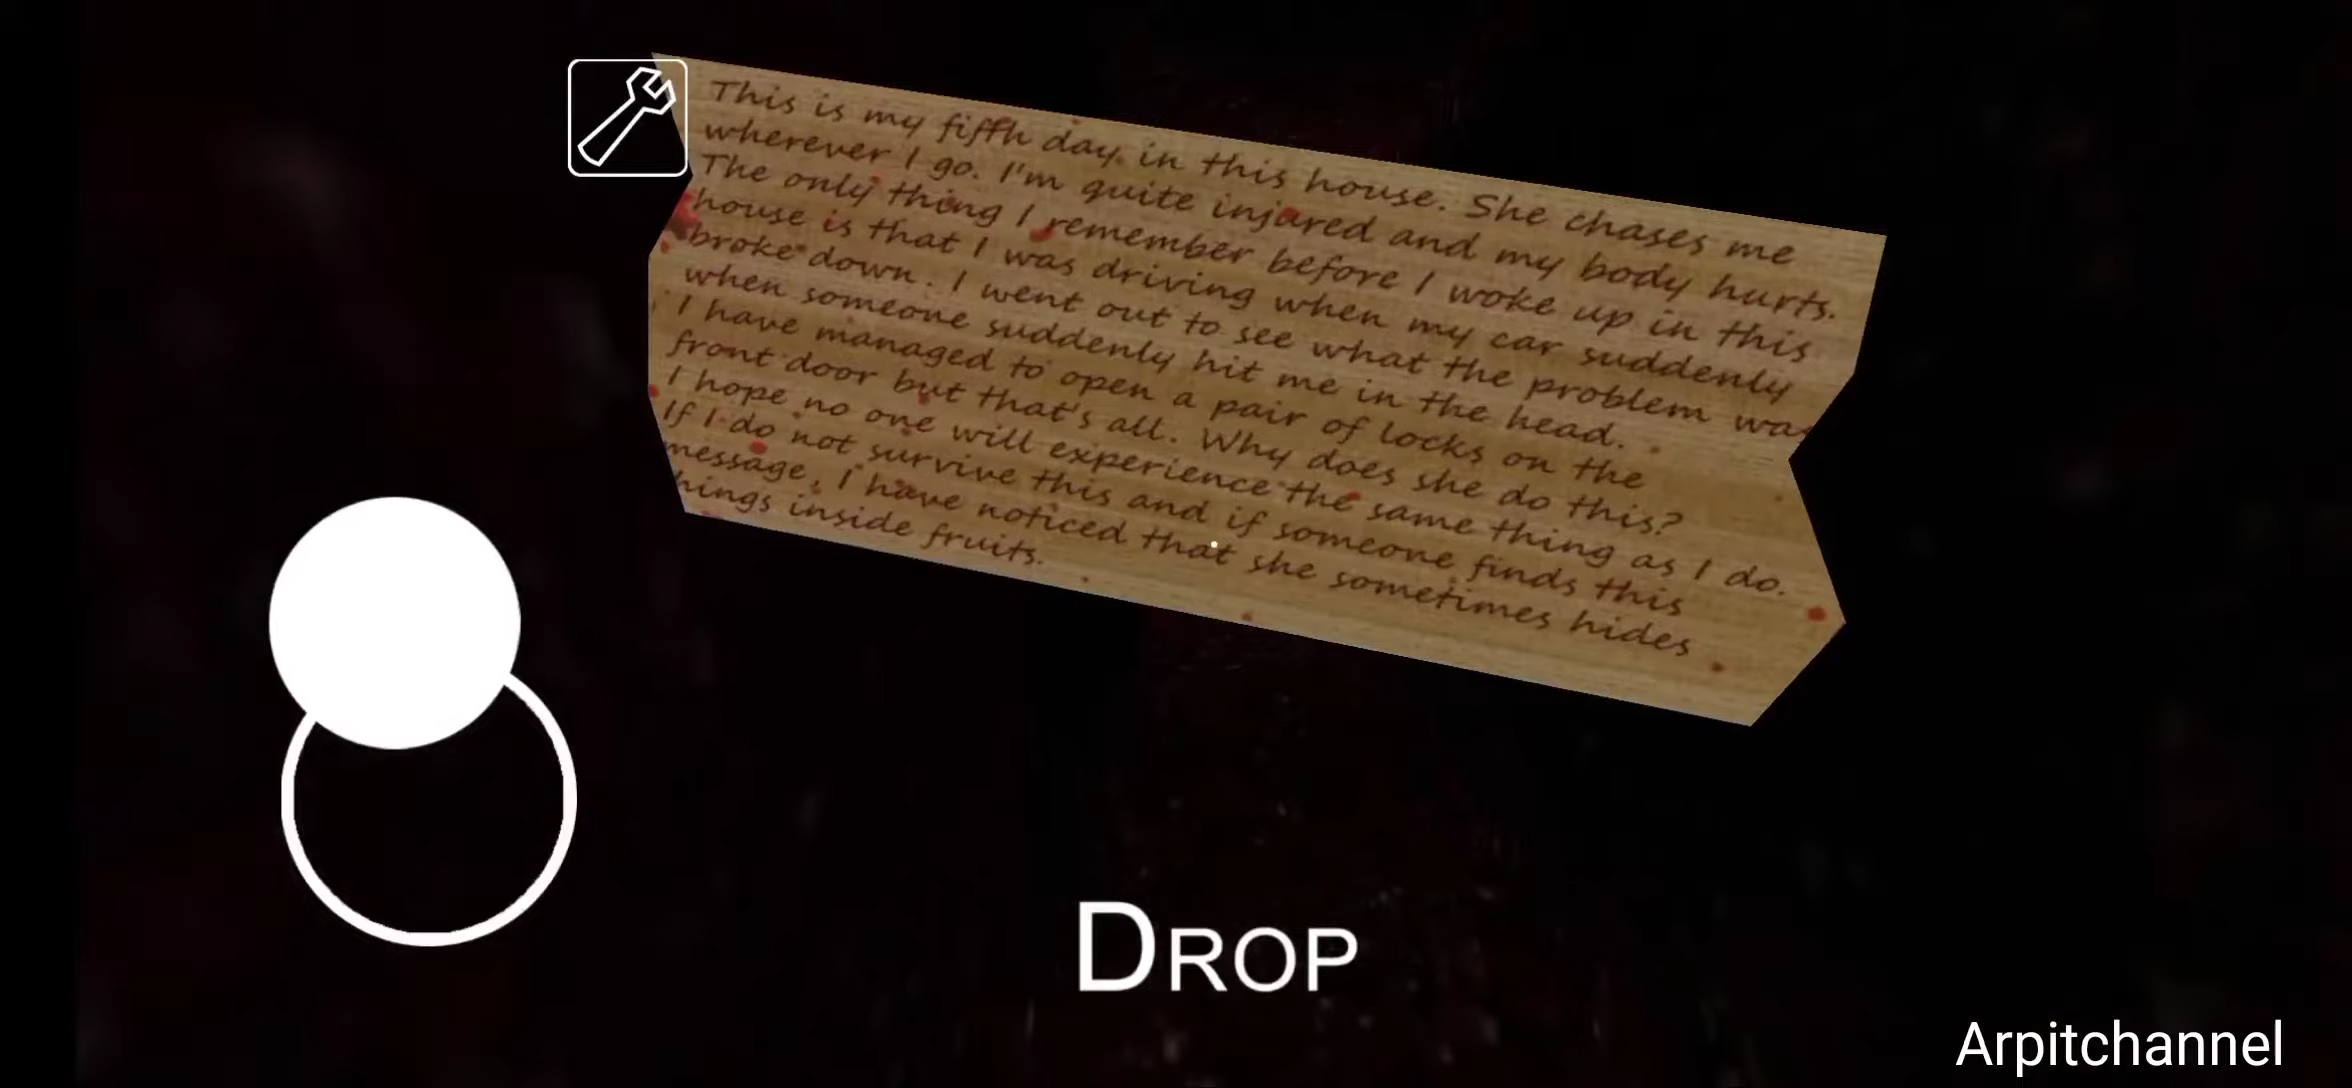 This is my fifth day in this house. She chases me
wherever I go. I'm quite injured and my body hurts.
The only thing I remember before I woke up in this
house is that I was driving when my car suddenly
broke down. I went out to see what the problem was
when someone suddenly hit me in the head.
I have managed to open a pair of locks on the
front door but that's all. Why does she do this?
I hope no one will experience the same thing as I do.
If I do not survive this and if someone finds this
message, I have noticed that she sometimes hides
hings inside fruits.
DROP
Arpitchannel